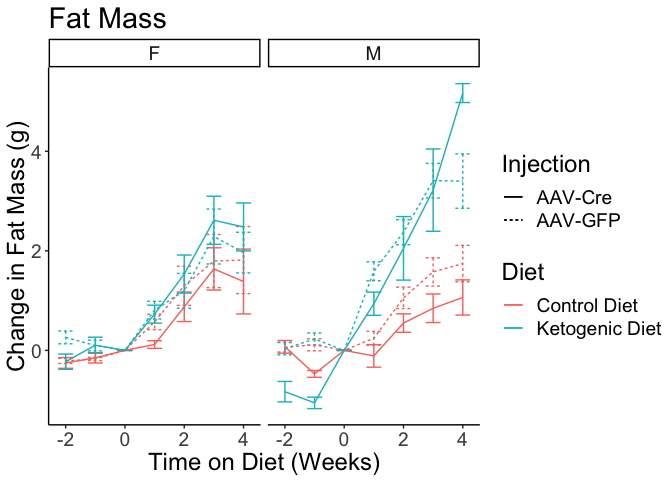 Fat Mass
F
M
Change in Fat Mass (g)
4
2
0
-2
0
2
4
-2
0
2
4
Time on Diet (Weeks)
Injection
AAV-Cre
AAV-GFP
Diet
Control Diet
Ketogenic Diet